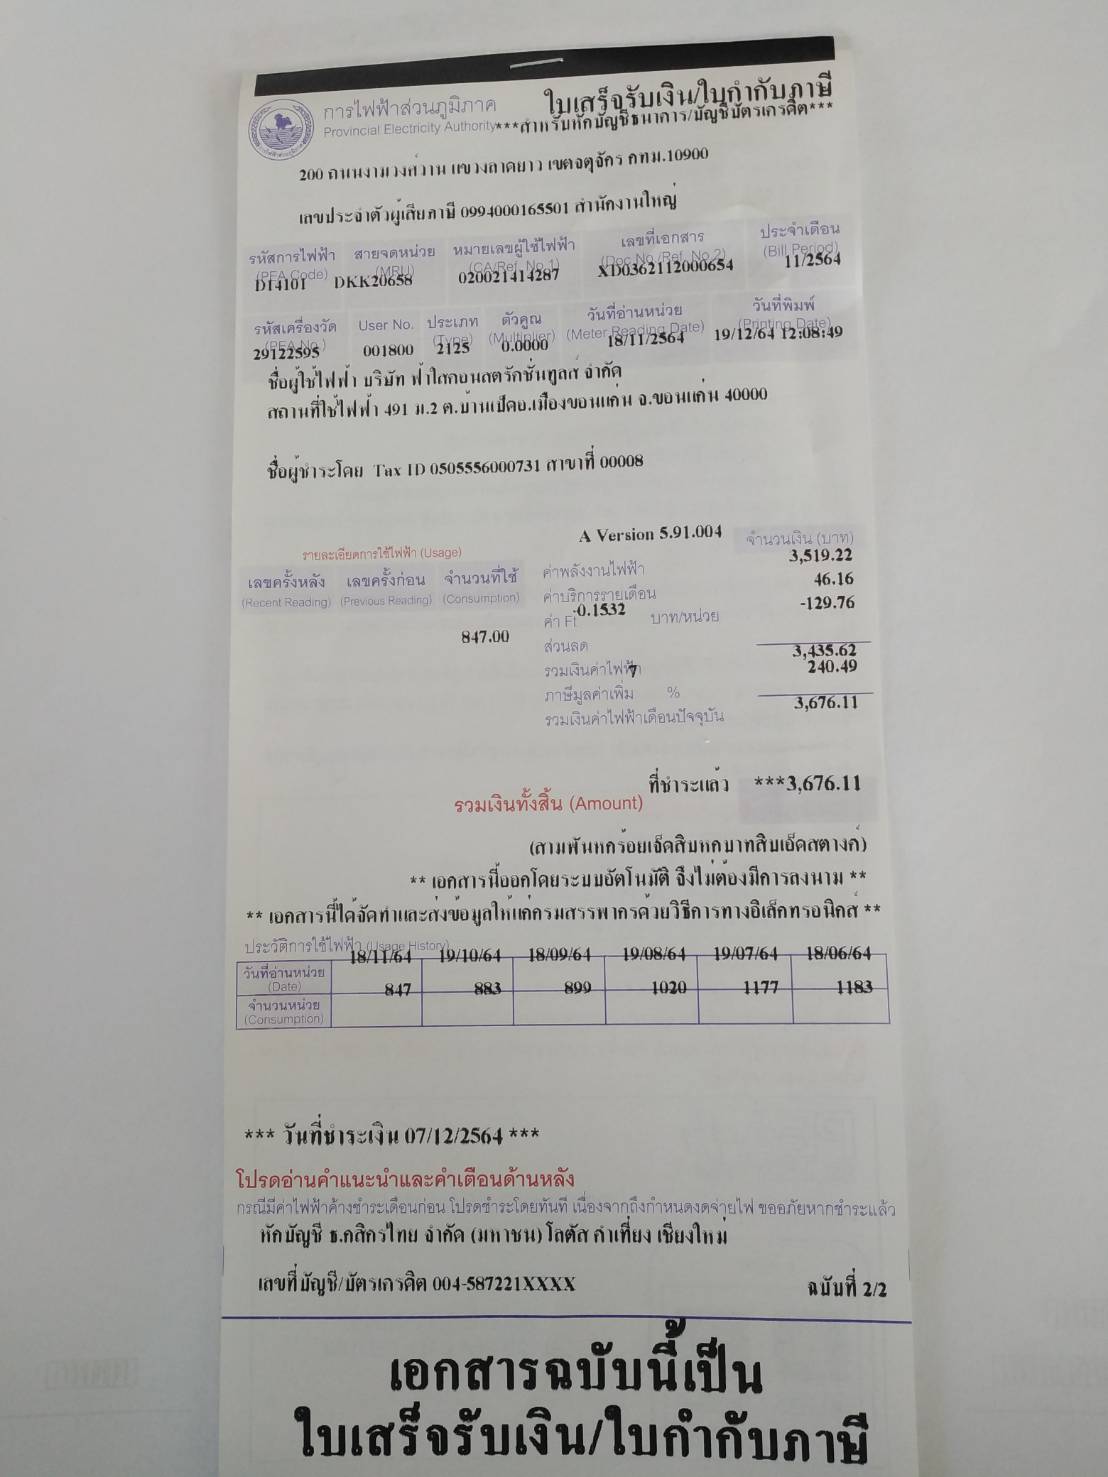 การไฟฟ้าส่วนภูมิภาค
Provincial Electricity Authority
ใบเสร็จรับเงิน/ใบกำกับภาษี
***สำหรับหักบัญชีธนาคาร/บัญชีบัตรเครดิต***
200 ถนนงามวงศ์วาน แขวงลาดยาว เขตจตุจักร กทม.10900
เลขประจำตัวผู้เสียภาษี 0994000165501 สำนักงานใหญ่
รหัสการไฟฟ้า สายจดหน่วย หมายเลขผู้ใช้ไฟฟ้า เลขที่เอกสาร ประจำเดือน
(PEA Code) (MRU) (CA/Ref. No.1) (Doc.No./Ref. No.2) (Bill Period)
D14101 DKK20658 020021414287 XD0362112000654 11/2564
รหัสเครื่องวัด User No. ประเภท ตัวคูณ วันที่อ่านหน่วย วันที่พิมพ์
(PEA No.) (Type) (Multiplier) (Meter Reading Date) (Printing Date)
29122595 001800 2125 0.0000 18/11/2564 19/12/64 12:08:49
ชื่อผู้ใช้ไฟฟ้า บริษัท ฟ้าใสคอนสตรัคชั่นทูลส์ จำกัด
สถานที่ใช้ไฟฟ้า 491 ม.2 ต.บ้านเป็ดอ.เมืองขอนแก่น จ.ขอนแก่น 40000
ชื่อผู้ชำระโดย Tax ID 0505556000731 สาขาที่ 00008
A Version 5.91.004
รายละเอียดการใช้ไฟฟ้า (Usage)
จำนวนเงิน (บาท)
เลขครั้งหลัง เลขครั้งก่อน จำนวนที่ใช้
(Recent Reading) (Previous Reading) (Consumption)
847.00
ค่าพลังงานไฟฟ้า 3,519.22
ค่าบริการรายเดือน 46.16
ค่า Ft -0.1532 บาท/หน่วย -129.76
ส่วนลด
รวมเงินค่าไฟฟ้า 3,435.62
ภาษีมูลค่าเพิ่ม 7 % 240.49
รวมเงินค่าไฟฟ้าเดือนปัจจุบัน 3,676.11
ที่ชำระแล้ว ***3,676.11
รวมเงินทั้งสิ้น (Amount)
(สามพันหกร้อยเจ็ดสิบหกบาทสิบเอ็ดสตางค์)
** เอกสารนี้ออกโดยระบบอัตโนมัติ จึงไม่ต้องมีการลงนาม **
** เอกสารนี้ได้จัดทำและส่งข้อมูลให้แก่กรมสรรพากรด้วยวิธีการทางอิเล็กทรอนิกส์ **
ประวัติการใช้ไฟฟ้า (Usage History)
วันที่อ่านหน่วย (Date) 18/11/64 19/10/64 18/09/64 19/08/64 19/07/64 18/06/64
จำนวนหน่วย (Consumption) 847 883 899 1020 1177 1183
*** วันที่ชำระเงิน 07/12/2564 ***
โปรดอ่านคำแนะนำและคำเตือนด้านหลัง
กรณีมีค่าไฟฟ้าค้างชำระเดือนก่อน โปรดชำระโดยทันที เนื่องจากถึงกำหนดงดจ่ายไฟ ขออภัยหากชำระแล้ว
หักบัญชี ธ.กสิกรไทย จำกัด (มหาชน) โลตัส คำเที่ยง เชียงใหม่
เลขที่บัญชี/บัตรเครดิต 004-587221XXXX
ฉบับที่ 2/2
เอกสารฉบับนี้เป็น
ใบเสร็จรับเงิน/ใบกำกับภาษี